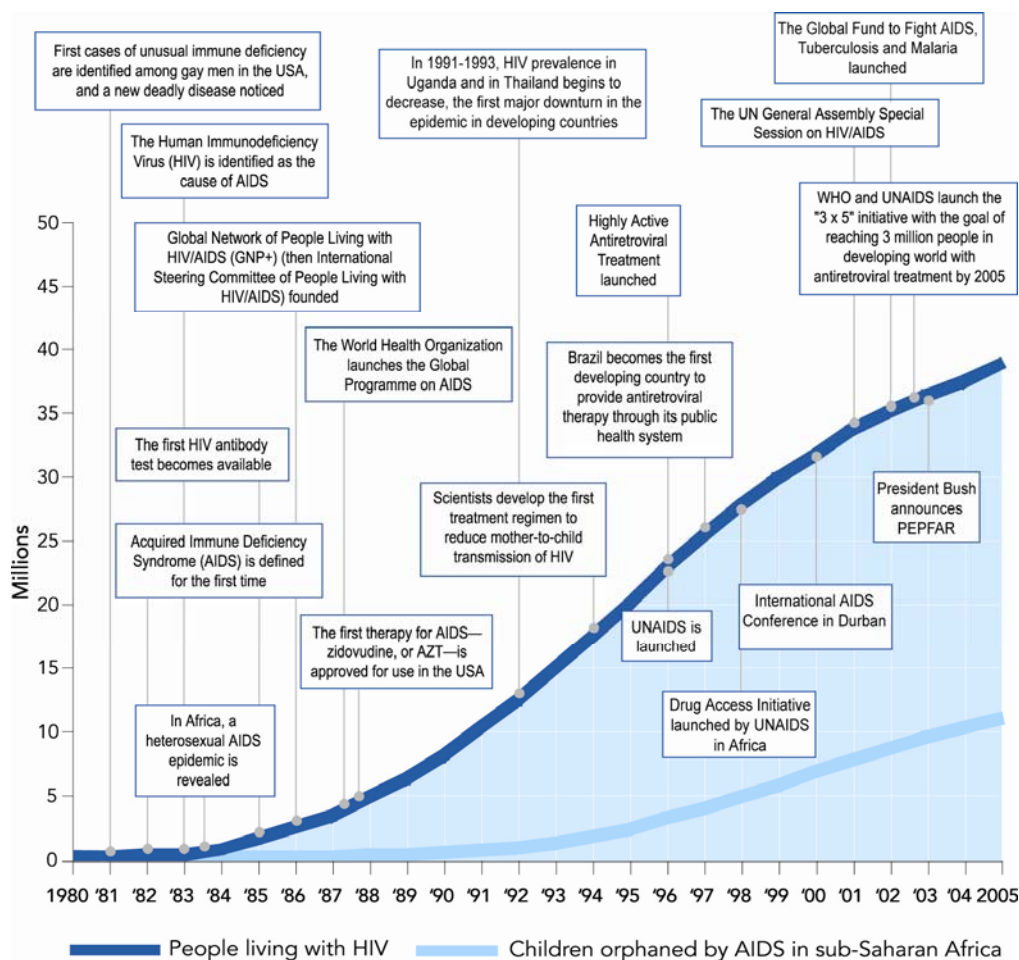 First cases of unusual immune deficiency
are identified among gay men in the USA,
and a new deadly disease noticed
The Human Immunodeficiency
Virus (HIV) is identified as the
cause of AIDS
Global Network of People Living with
HIV/AIDS (GNP+) (then International
Steering Committee of People Living with
HIV/AIDS) founded
The World Health Organization
launches the Global
Programme on AIDS
The first HIV antibody
test becomes available
Acquired Immune Deficiency
Syndrome (AIDS) is defined
for the first time
In Africa, a
heterosexual AIDS
epidemic is
revealed
The first therapy for AIDS—
zidovudine, or AZT—is
approved for use in the USA
In 1991-1993, HIV prevalence in
Uganda and in Thailand begins to
decrease, the first major downturn in the
epidemic in developing countries
Scientists develop the first
treatment regimen to
reduce mother-to-child
transmission of HIV
Highly Active
Antiretroviral
Treatment
launched
Brazil becomes the first
developing country to
provide antiretroviral
therapy through its public
health system
UNAIDS is
launched
Drug Access Initiative
launched by UNAIDS
in Africa
International AIDS
Conference in Durban
The Global Fund to Fight AIDS,
Tuberculosis and Malaria
launched
The UN General Assembly Special
Session on HIV/AIDS
WHO and UNAIDS launch the
"3 x 5" initiative with the goal of
reaching 3 million people in
developing world with
antiretroviral treatment by 2005
President Bush
announces
PEPFAR
Millions
50
45
40
35
30
25
20
15
10
5
0
1980 '81 '82 '83 '84 '85 '86 '87 '88 '89 '90 '91 '92 '93 '94 '95 '96 '97 '98 '99 '00 '01 '02 '03 '04 2005
People living with HIV
Children orphaned by AIDS in sub-Saharan Africa